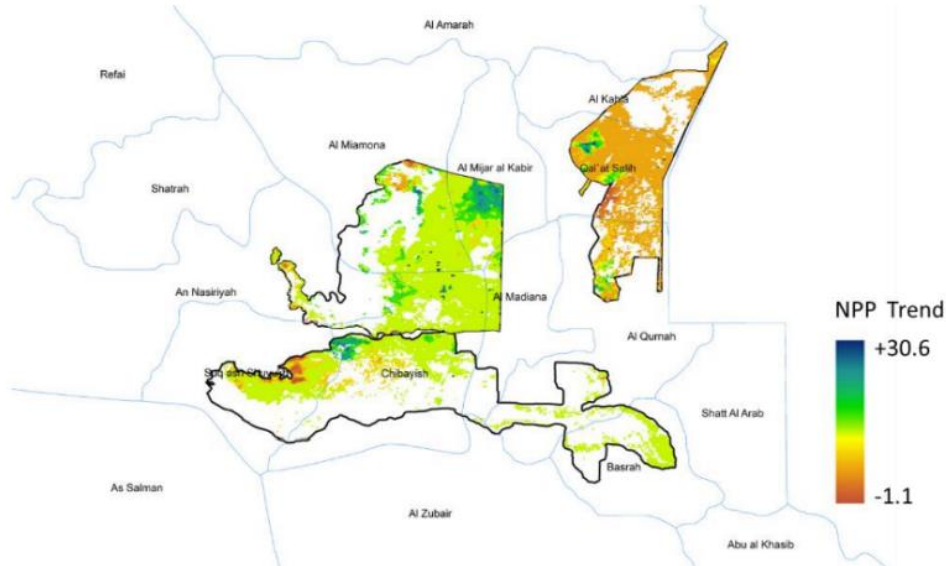 Al Amarah
Refai
Al Kahla
Al Miamona
Al Mijar al Kabir
Qal'at Salih
Shatrah
An Nasiriyah
Al Madiana
NPP Trend
+30.6
Al Qurnah
Chibayish
Shatt Al Arab
Basrah
As Salman
-1.1
Al Zubair
Abu al Khasib